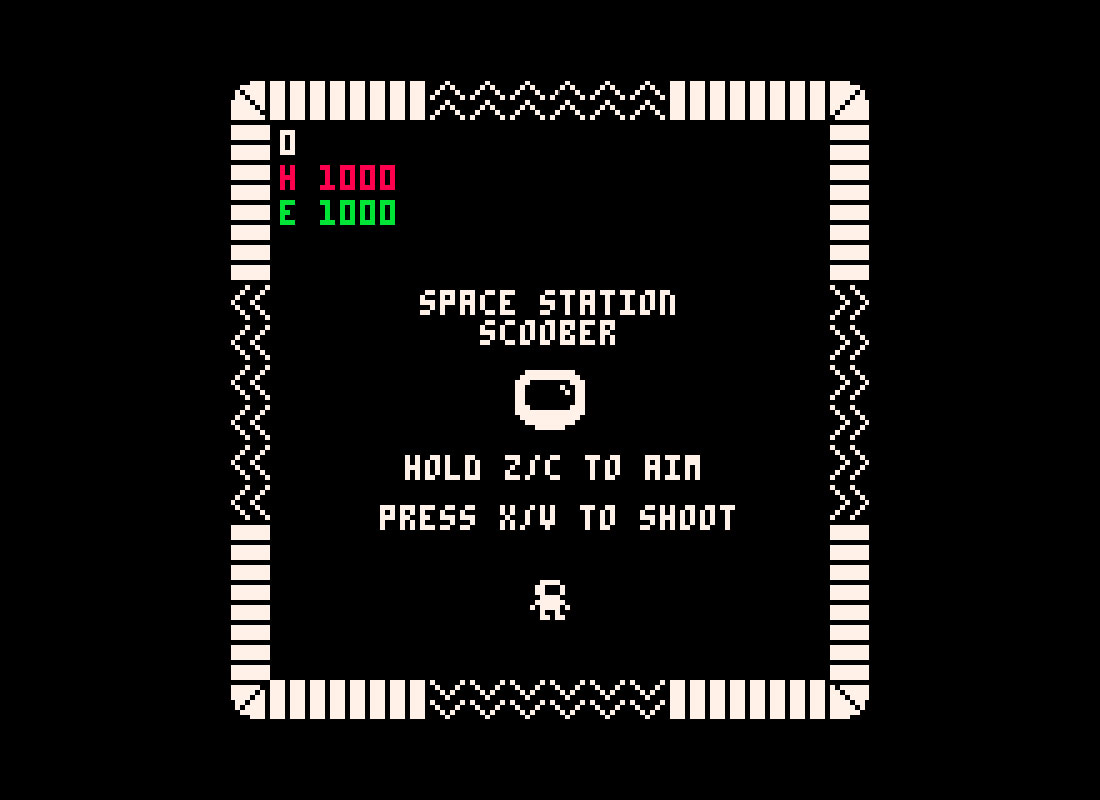 0
H 1000
E 1000
SPACE STATION
SCOOBER
HOLD Z/C TO AIM
PRESS X/V TO SHOOT